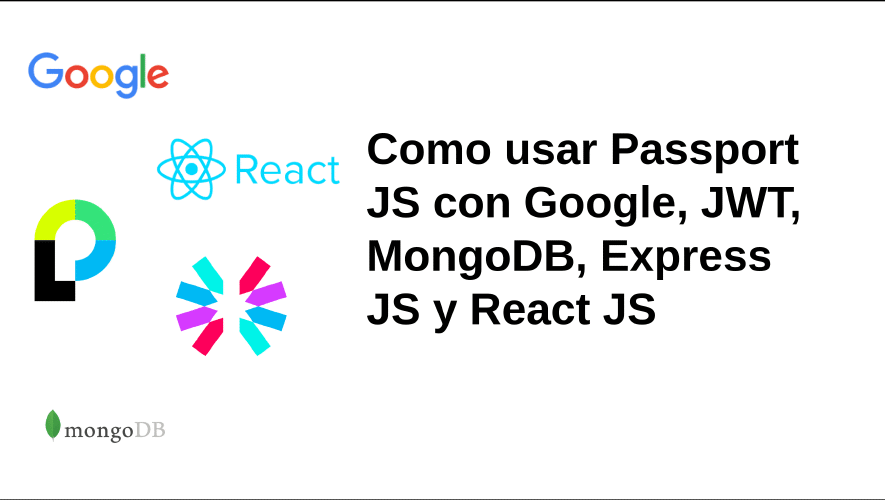 Google
React
Como usar Passport
JS con Google, JWT,
MongoDB, Express
JS y React JS
mongoDB